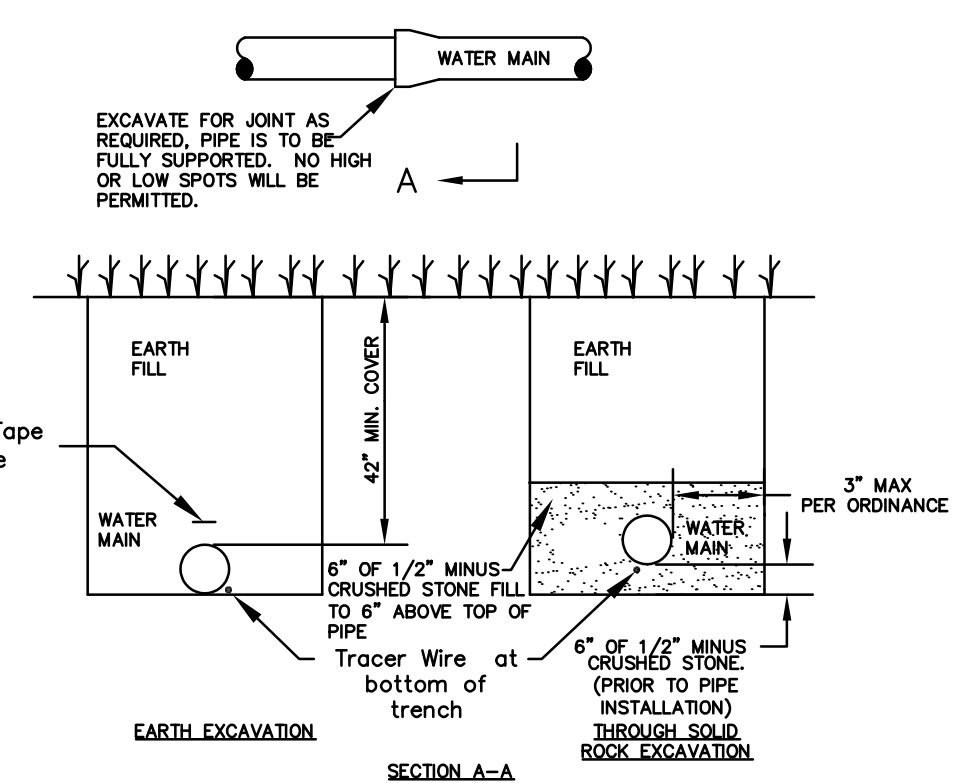 WATER MAIN
EXCAVATE FOR JOINT AS
REQUIRED, PIPE IS TO BE
FULLY SUPPORTED. NO HIGH
OR LOW SPOTS WILL BE
PERMITTED.
A
EARTH
FILL
42" MIN. COVER
EARTH
FILL
Tape
WATER
MAIN
3" MAX
PER ORDINANCE
WATER
MAIN
6" OF 1/2" MINUS
CRUSHED STONE FILL
TO 6" ABOVE TOP OF
PIPE
Tracer Wire at
bottom of
trench
6" OF 1/2" MINUS
CRUSHED STONE.
(PRIOR TO PIPE
INSTALLATION)
EARTH EXCAVATION
THROUGH SOLID
ROCK EXCAVATION
SECTION A-A